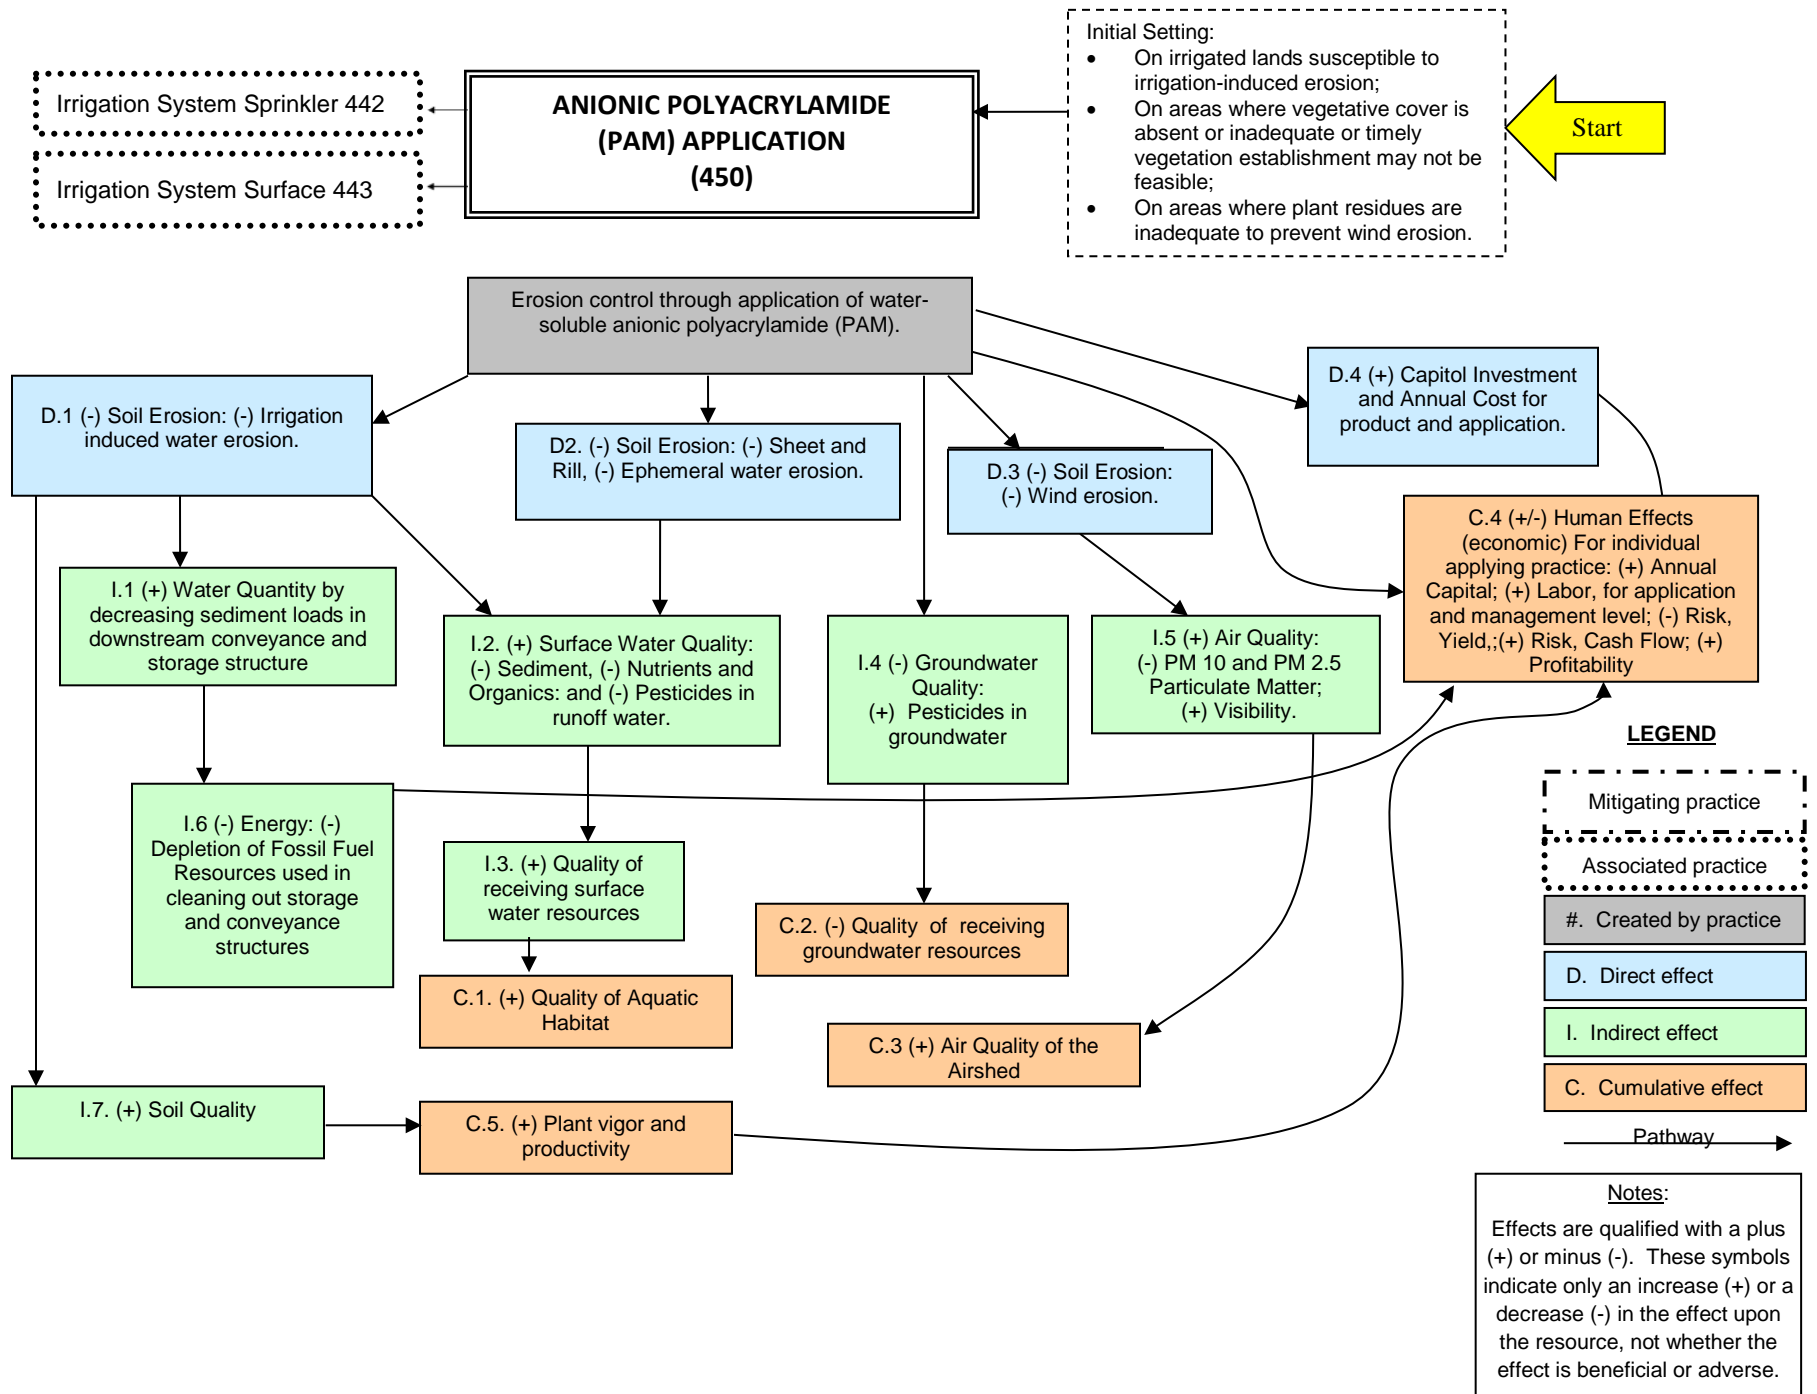 Initial Setting:
• On irrigated lands susceptible to
irrigation-induced erosion;
• On areas where vegetative cover is
absent or inadequate or timely
vegetation establishment may not be
feasible;
• On areas where plant residues are
inadequate to prevent wind erosion.
Start
ANIONIC POLYACRYLAMIDE
(PAM) APPLICATION
(450)
Irrigation System Sprinkler 442
Irrigation System Surface 443
Erosion control through application of water-
soluble anionic polyacrylamide (PAM).
D.1 (-) Soil Erosion: (-) Irrigation
induced water erosion.
D2. (-) Soil Erosion: (-) Sheet and
Rill, (-) Ephemeral water erosion.
D.3 (-) Soil Erosion:
(-) Wind erosion.
D.4 (+) Capitol Investment
and Annual Cost for
product and application.
I.1 (+) Water Quantity by
decreasing sediment loads in
downstream conveyance and
storage structure
I.2. (+) Surface Water Quality:
(-) Sediment, (-) Nutrients and
Organics: and (-) Pesticides in
runoff water.
I.4 (-) Groundwater
Quality:
(+) Pesticides in
groundwater
I.5 (+) Air Quality:
(-) PM 10 and PM 2.5
Particulate Matter;
(+) Visibility.
C.4 (+/-) Human Effects
(economic) For individual
applying practice: (+) Annual
Capital; (+) Labor, for application
and management level; (-) Risk,
Yield,;(+) Risk, Cash Flow; (+)
Profitability
I.6 (-) Energy: (-)
Depletion of Fossil Fuel
Resources used in
cleaning out storage
and conveyance
structures
I.3. (+) Quality of
receiving surface
water resources
C.2. (-) Quality of receiving
groundwater resources
C.1. (+) Quality of Aquatic
Habitat
C.3 (+) Air Quality of the
Airshed
I.7. (+) Soil Quality
C.5. (+) Plant vigor and
productivity
LEGEND
Mitigating practice
Associated practice
#. Created by practice
D. Direct effect
I. Indirect effect
C. Cumulative effect
Pathway
Notes:
Effects are qualified with a plus
(+) or minus (-). These symbols
indicate only an increase (+) or a
decrease (-) in the effect upon
the resource, not whether the
effect is beneficial or adverse.